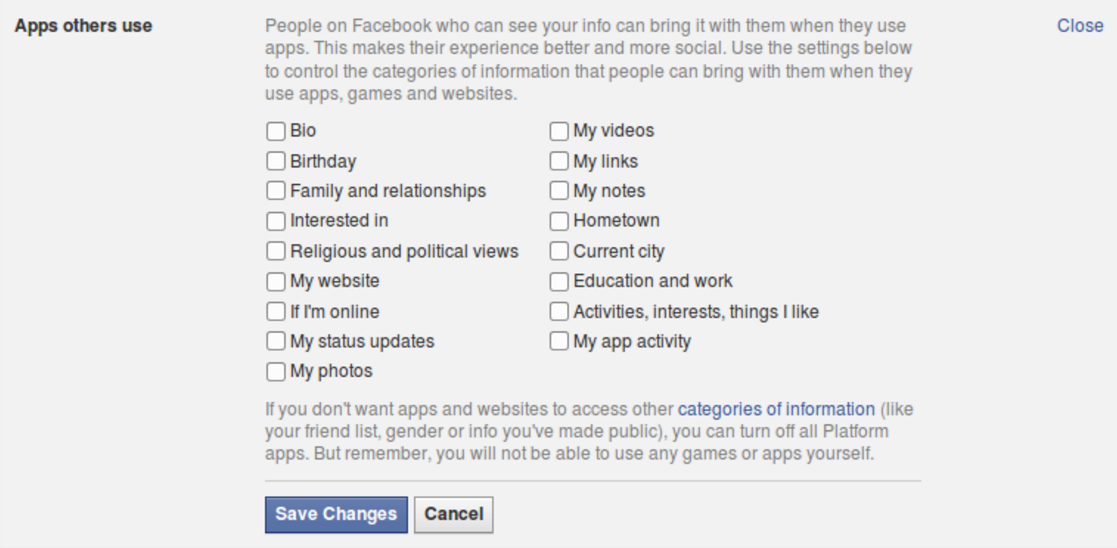 Apps others use
People on Facebook who can see your info can bring it with them when they use
apps. This makes their experience better and more social. Use the settings below
to control the categories of information that people can bring with them when they
use apps, games and websites.
Close
Bio
Birthday
Family and relationships
Interested in
Religious and political views
My website
If I'm online
My status updates
My photos
My videos
My links
My notes
Hometown
Current city
Education and work
Activities, interests, things I like
My app activity
If you don't want apps and websites to access other categories of information (like
your friend list, gender or info you've made public), you can turn off all Platform
apps. But remember, you will not be able to use any games or apps yourself.
Save Changes
Cancel